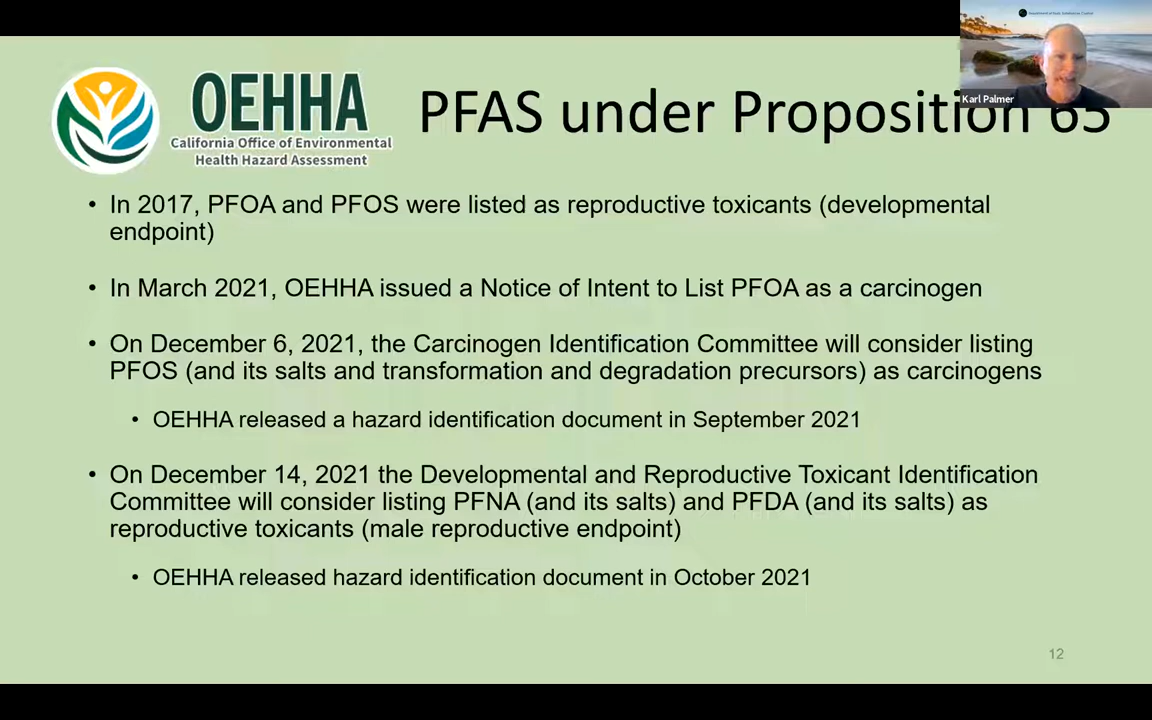 Karl Palmer
OEHHA
California Office of Environmental
Health Hazard Assessment
PFAS under Proposition 65
• In 2017, PFOA and PFOS were listed as reproductive toxicants (developmental
endpoint)
• In March 2021, OEHHA issued a Notice of Intent to List PFOA as a carcinogen
• On December 6, 2021, the Carcinogen Identification Committee will consider listing
PFOS (and its salts and transformation and degradation precursors) as carcinogens
• OEHHA released a hazard identification document in September 2021
• On December 14, 2021 the Developmental and Reproductive Toxicant Identification
Committee will consider listing PFNA (and its salts) and PFDA (and its salts) as
reproductive toxicants (male reproductive endpoint)
• OEHHA released hazard identification document in October 2021
12